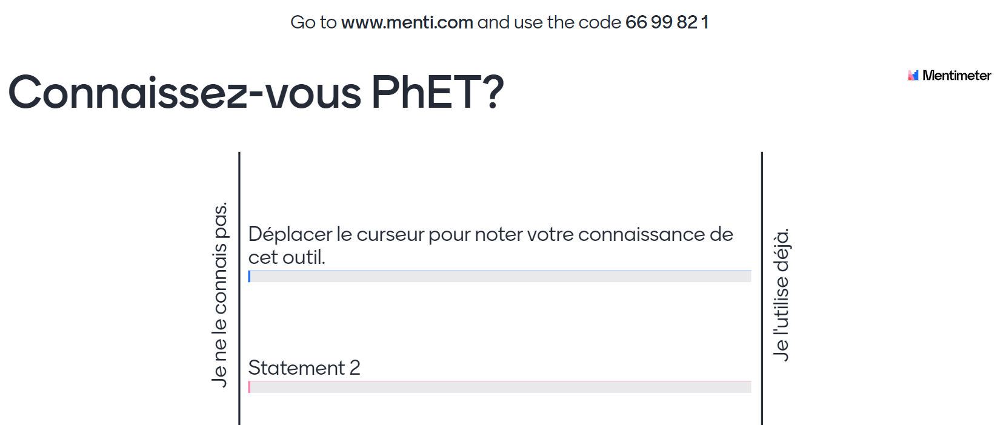 Go to www.menti.com and use the code 66 99 82 1
Connaissez-vous PhET?
Mentimeter
Je ne le connais pas.
Déplacer le curseur pour noter votre connaissance de
cet outil.
Statement 2
Je l'utilise déjà.